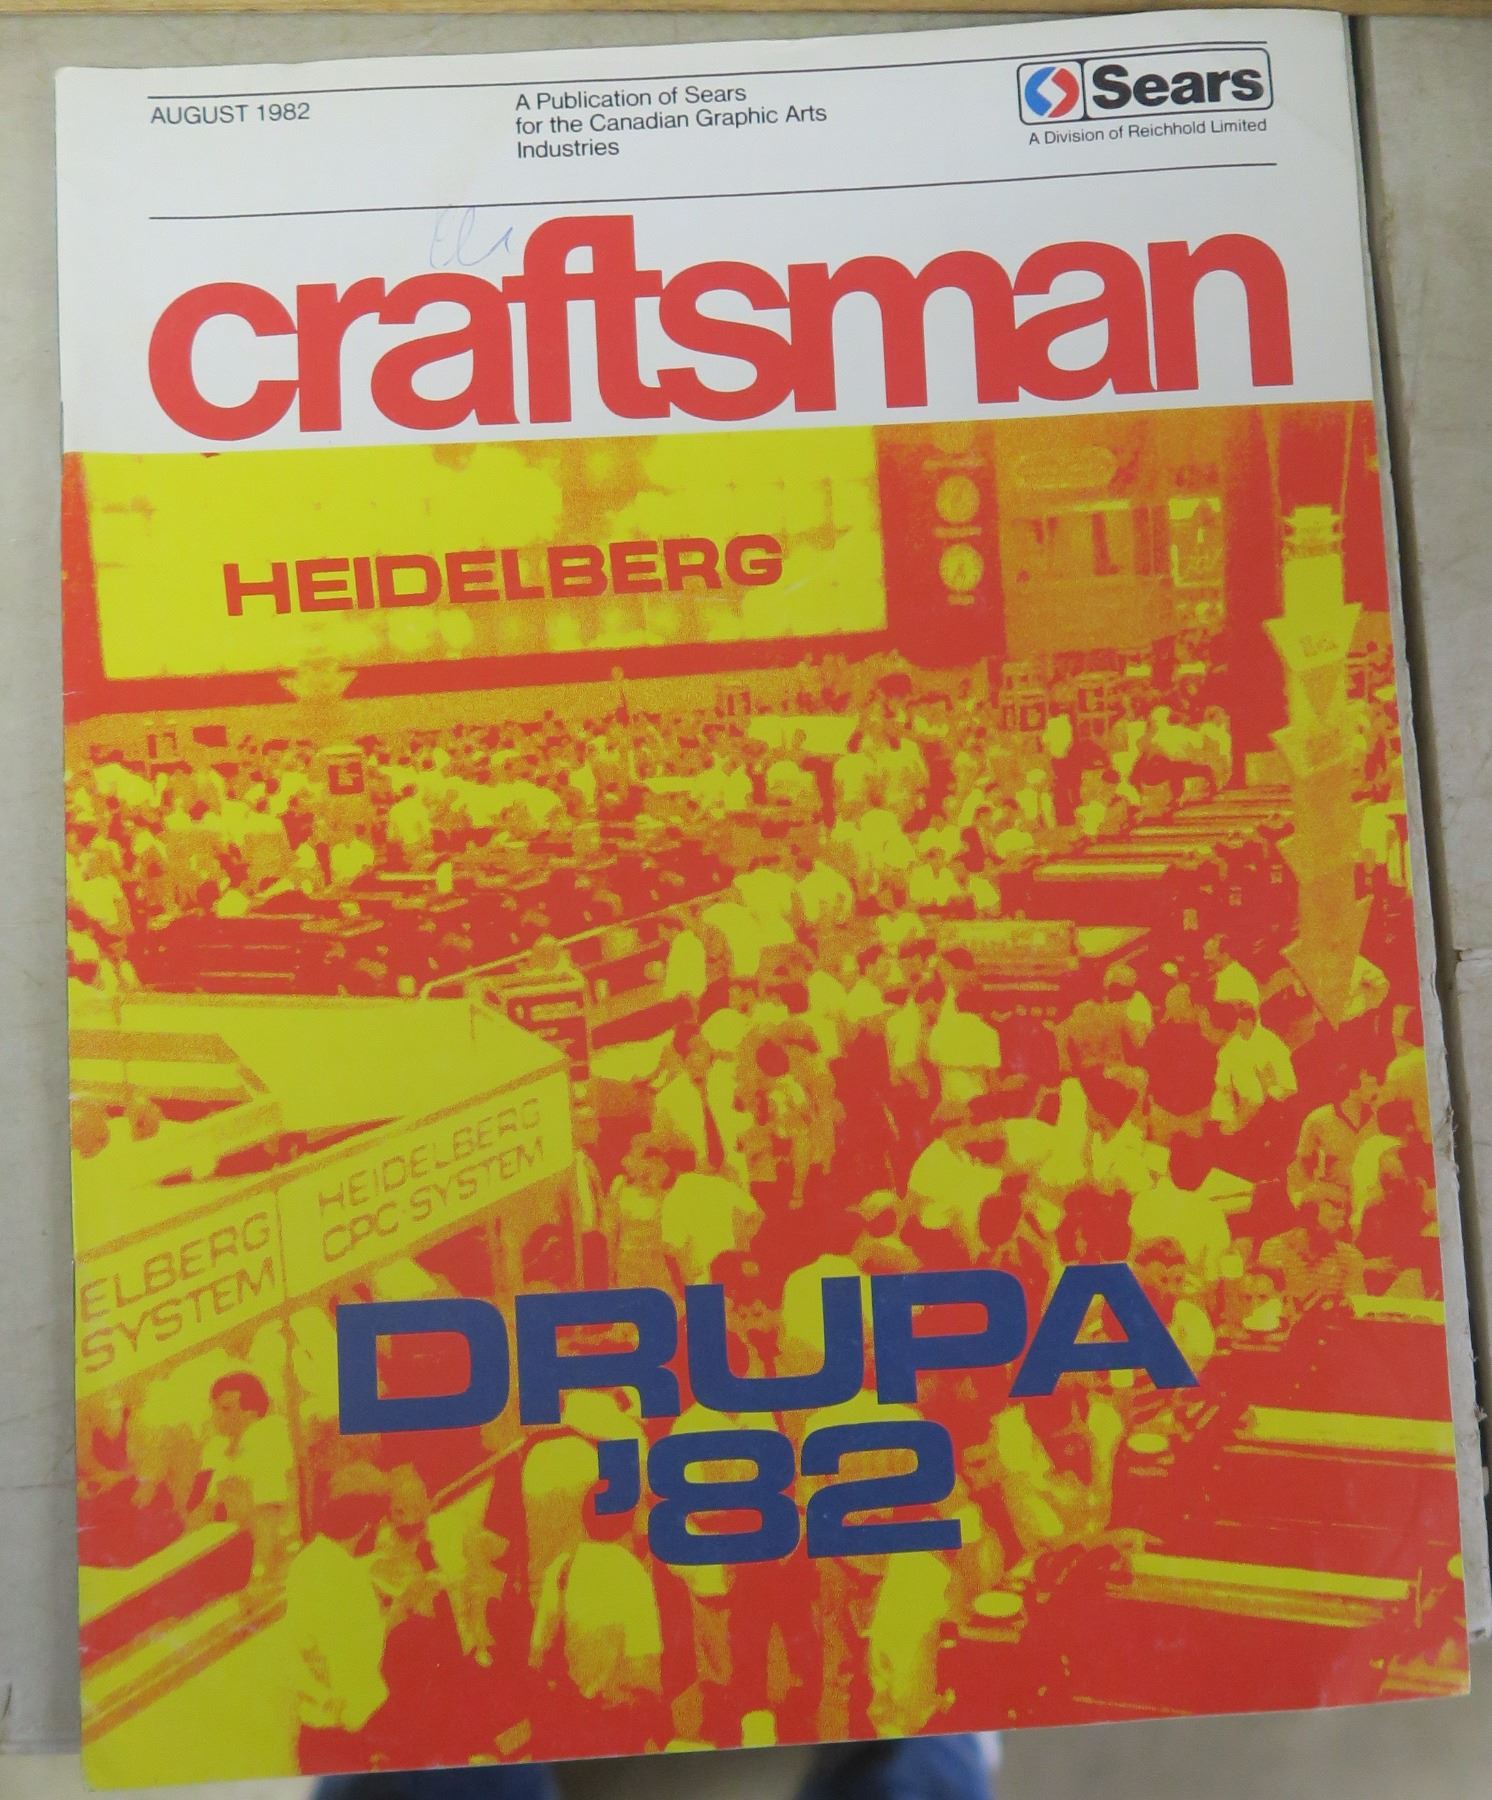 AUGUST 1982
A Publication of Sears
for the Canadian Graphic Arts
Industries
Sears
A Division of Reichhold Limited
craftsman
HEIDELBERG
HEIDELBERG
CPC-SYSTEM
ELBERG
SYSTEM
DRUPA
'82